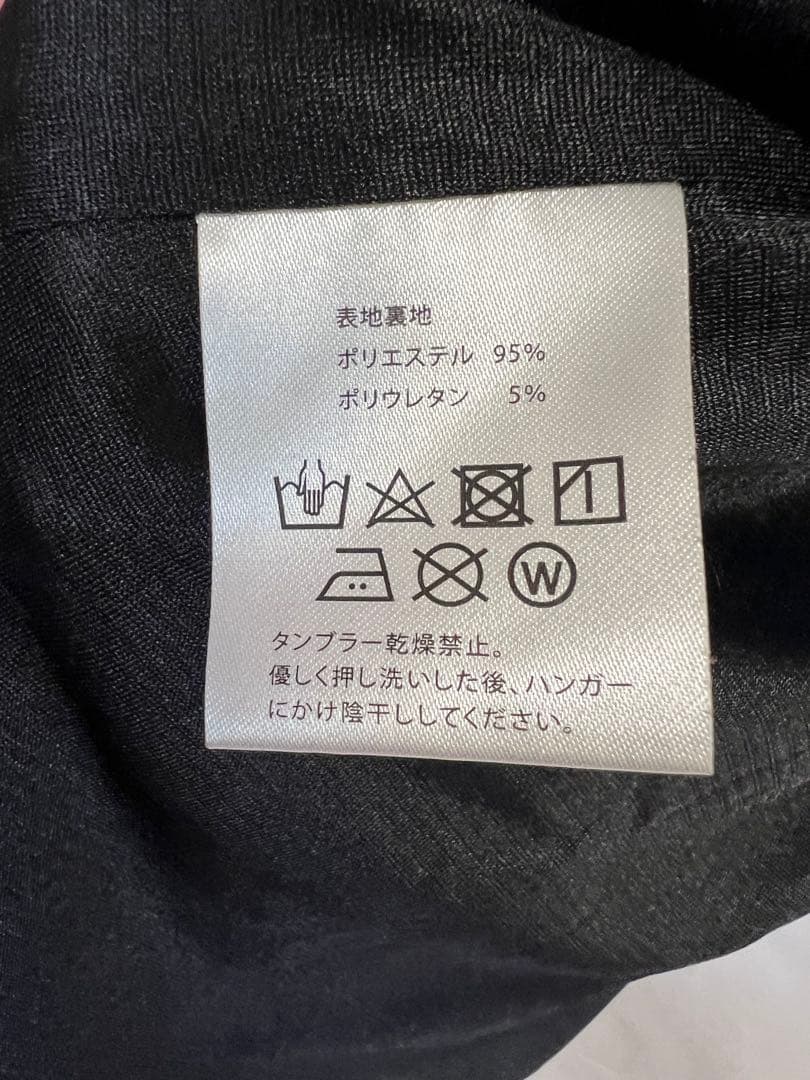 表地裏地
ポリエステル 95%
ポリウレタン 5%
W
タンブラー乾燥禁止。
優しく押し洗いした後、ハンガー
にかけ陰干ししてください。